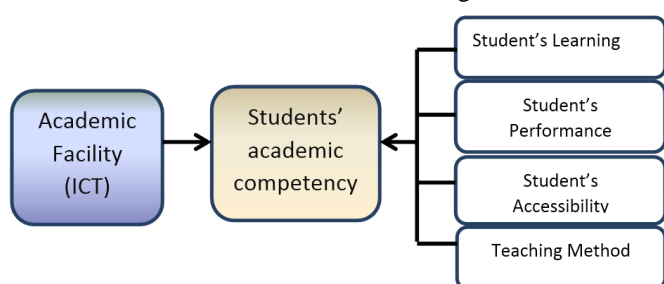 Academic
Facility
(ICT)
Students’
academic
competency
Student’s Learning
Student’s
Performance
Student’s
Accessibility
Teaching Method